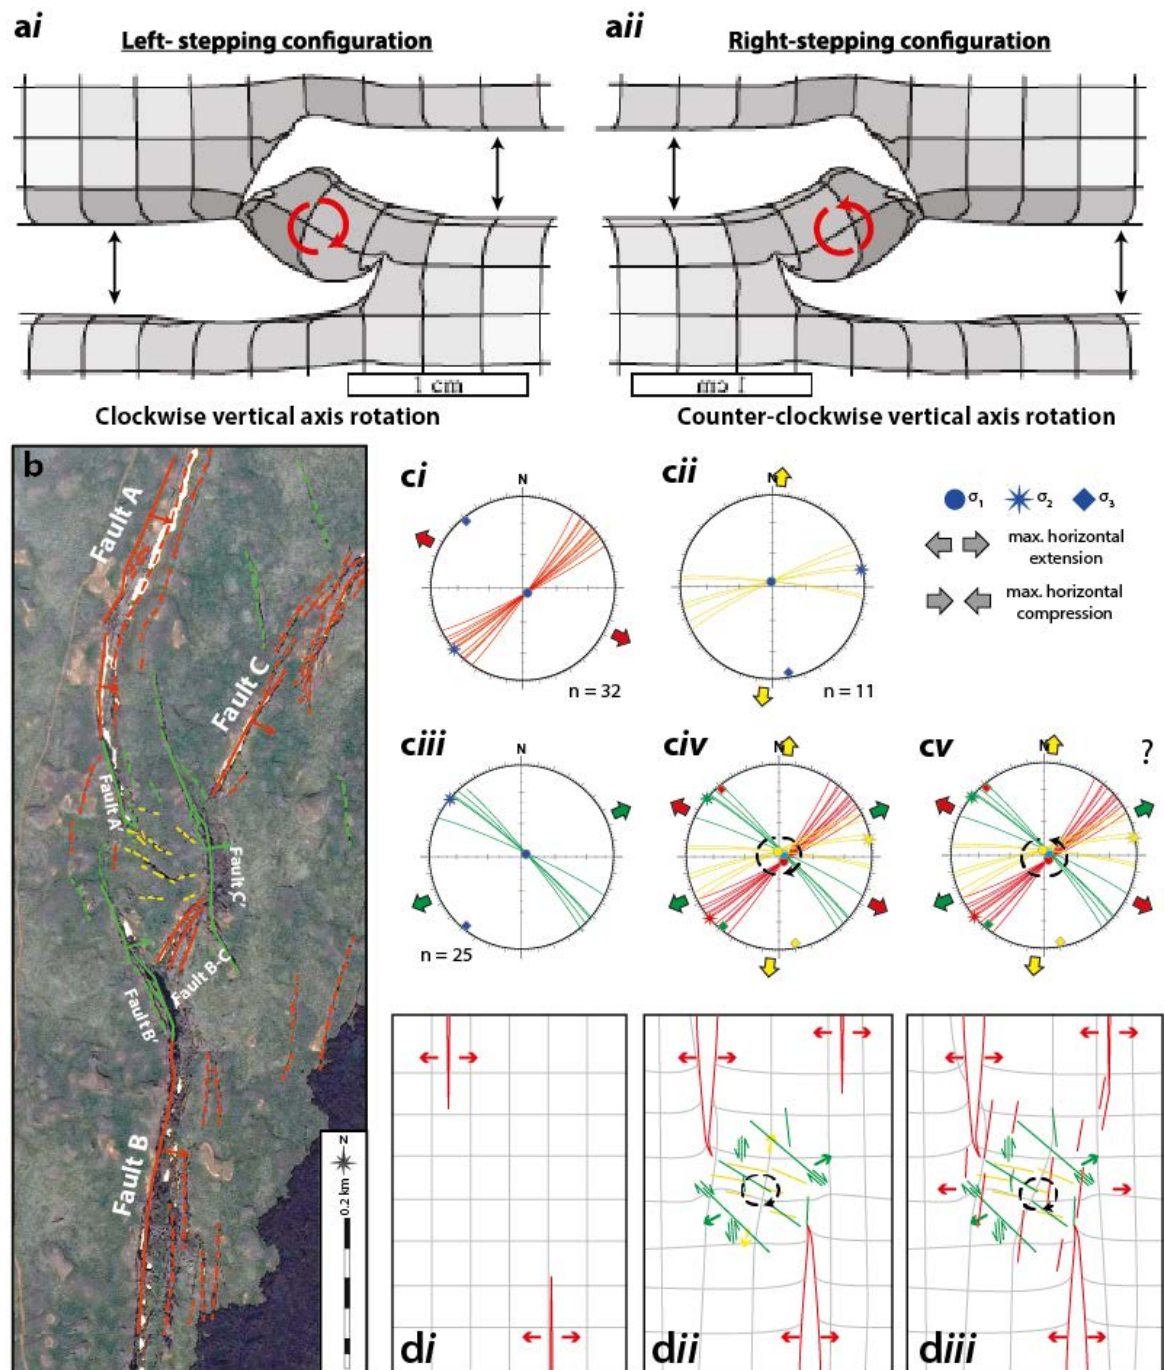 ai
Left- stepping configuration
aii
Right-stepping configuration
1 cm
1 cm
Clockwise vertical axis rotation
Counter-clockwise vertical axis rotation
b
Fault A
Fault C
Fault A'
Fault C'
Fault B-C
Fault B'
Fault B
N
0.2 km
ci
N
n = 32
cii
N
n = 11
σ1
σ2
σ3
max. horizontal
extension
max. horizontal
compression
ciii
N
n = 25
civ
N
cv
N
?
di
dii
diii